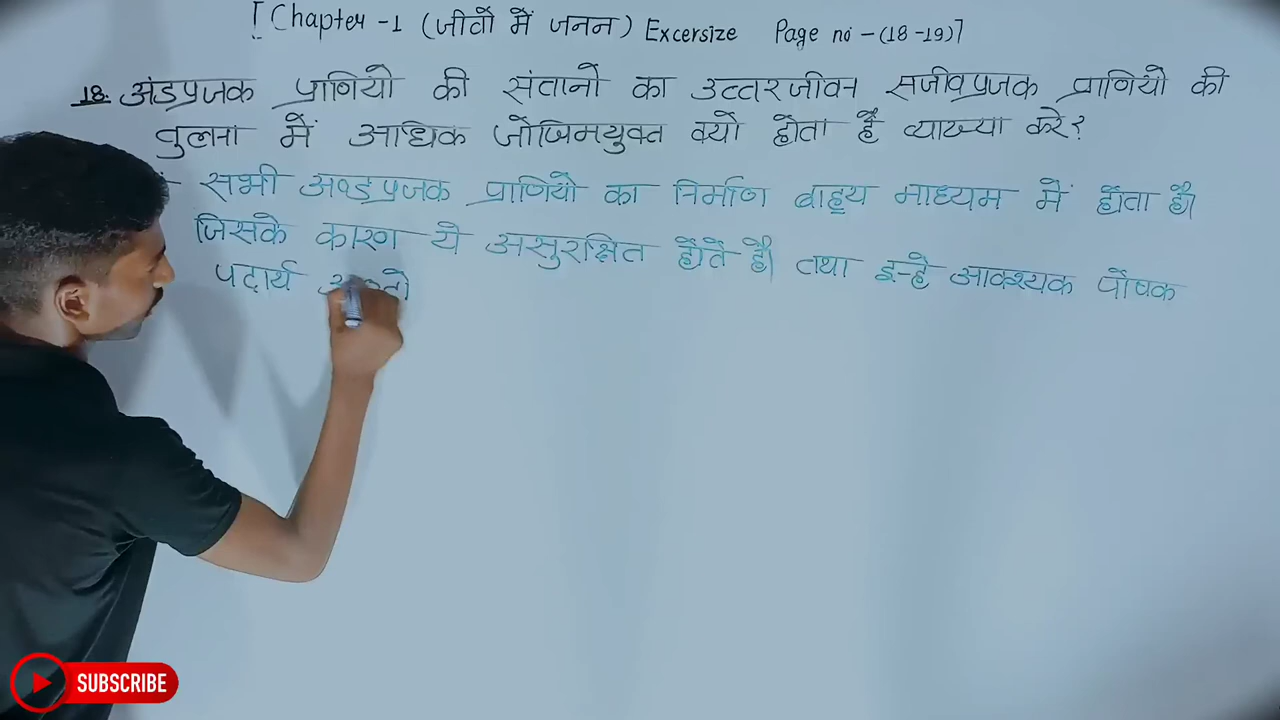 [Chapter -1 (जीवों में जनन) Excersize Page no - (18-19)]
18. अंडप्रजक प्राणियो की संतानो का उत्तरजीवन सजीवप्रजक प्राणियो की
तुलना में आधिक जोखिमयुक्त क्यो होता है व्याख्या करे?
सभी अण्डप्रजक प्राणियो का निर्माण बाह्य माध्यम में होता है।
जिसके कारण ये असुरक्षित होते है। तथा इन्हे आवश्यक पोषक
पदार्थ
SUBSCRIBE